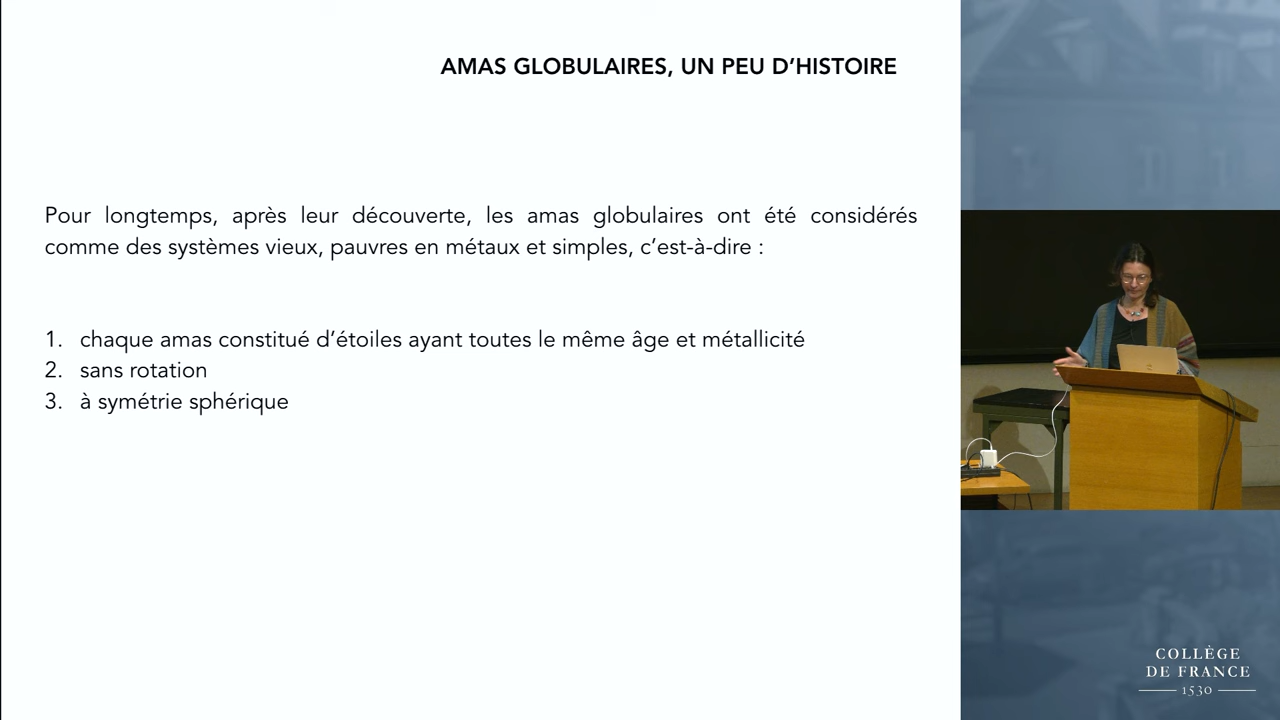 AMAS GLOBULAIRES, UN PEU D’HISTOIRE
Pour longtemps, après leur découverte, les amas globulaires ont été considérés
comme des systèmes vieux, pauvres en métaux et simples, c’est-à-dire :
1. chaque amas constitué d’étoiles ayant toutes le même âge et métallicité
2. sans rotation
3. à symétrie sphérique
COLLÈGE
DE FRANCE
1530